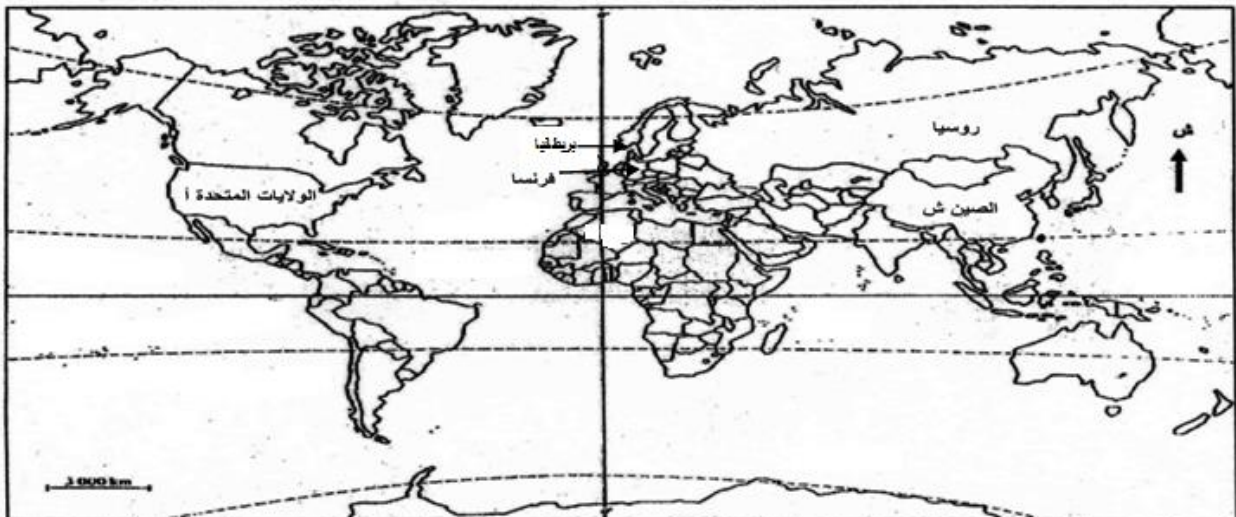 روسيا
ش
بريطانيا
فرنسا
الولايات المتحدة أ
الصين ش
3 000 km